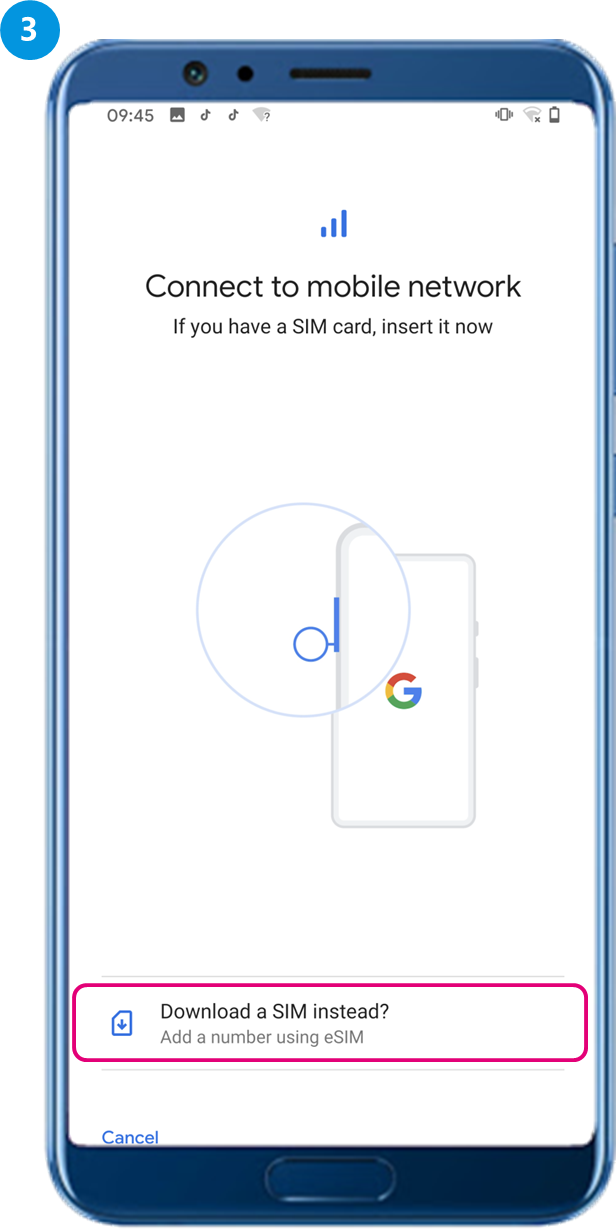 3
09:45
Connect to mobile network
If you have a SIM card, insert it now
G
Download a SIM instead?
Add a number using eSIM
Cancel